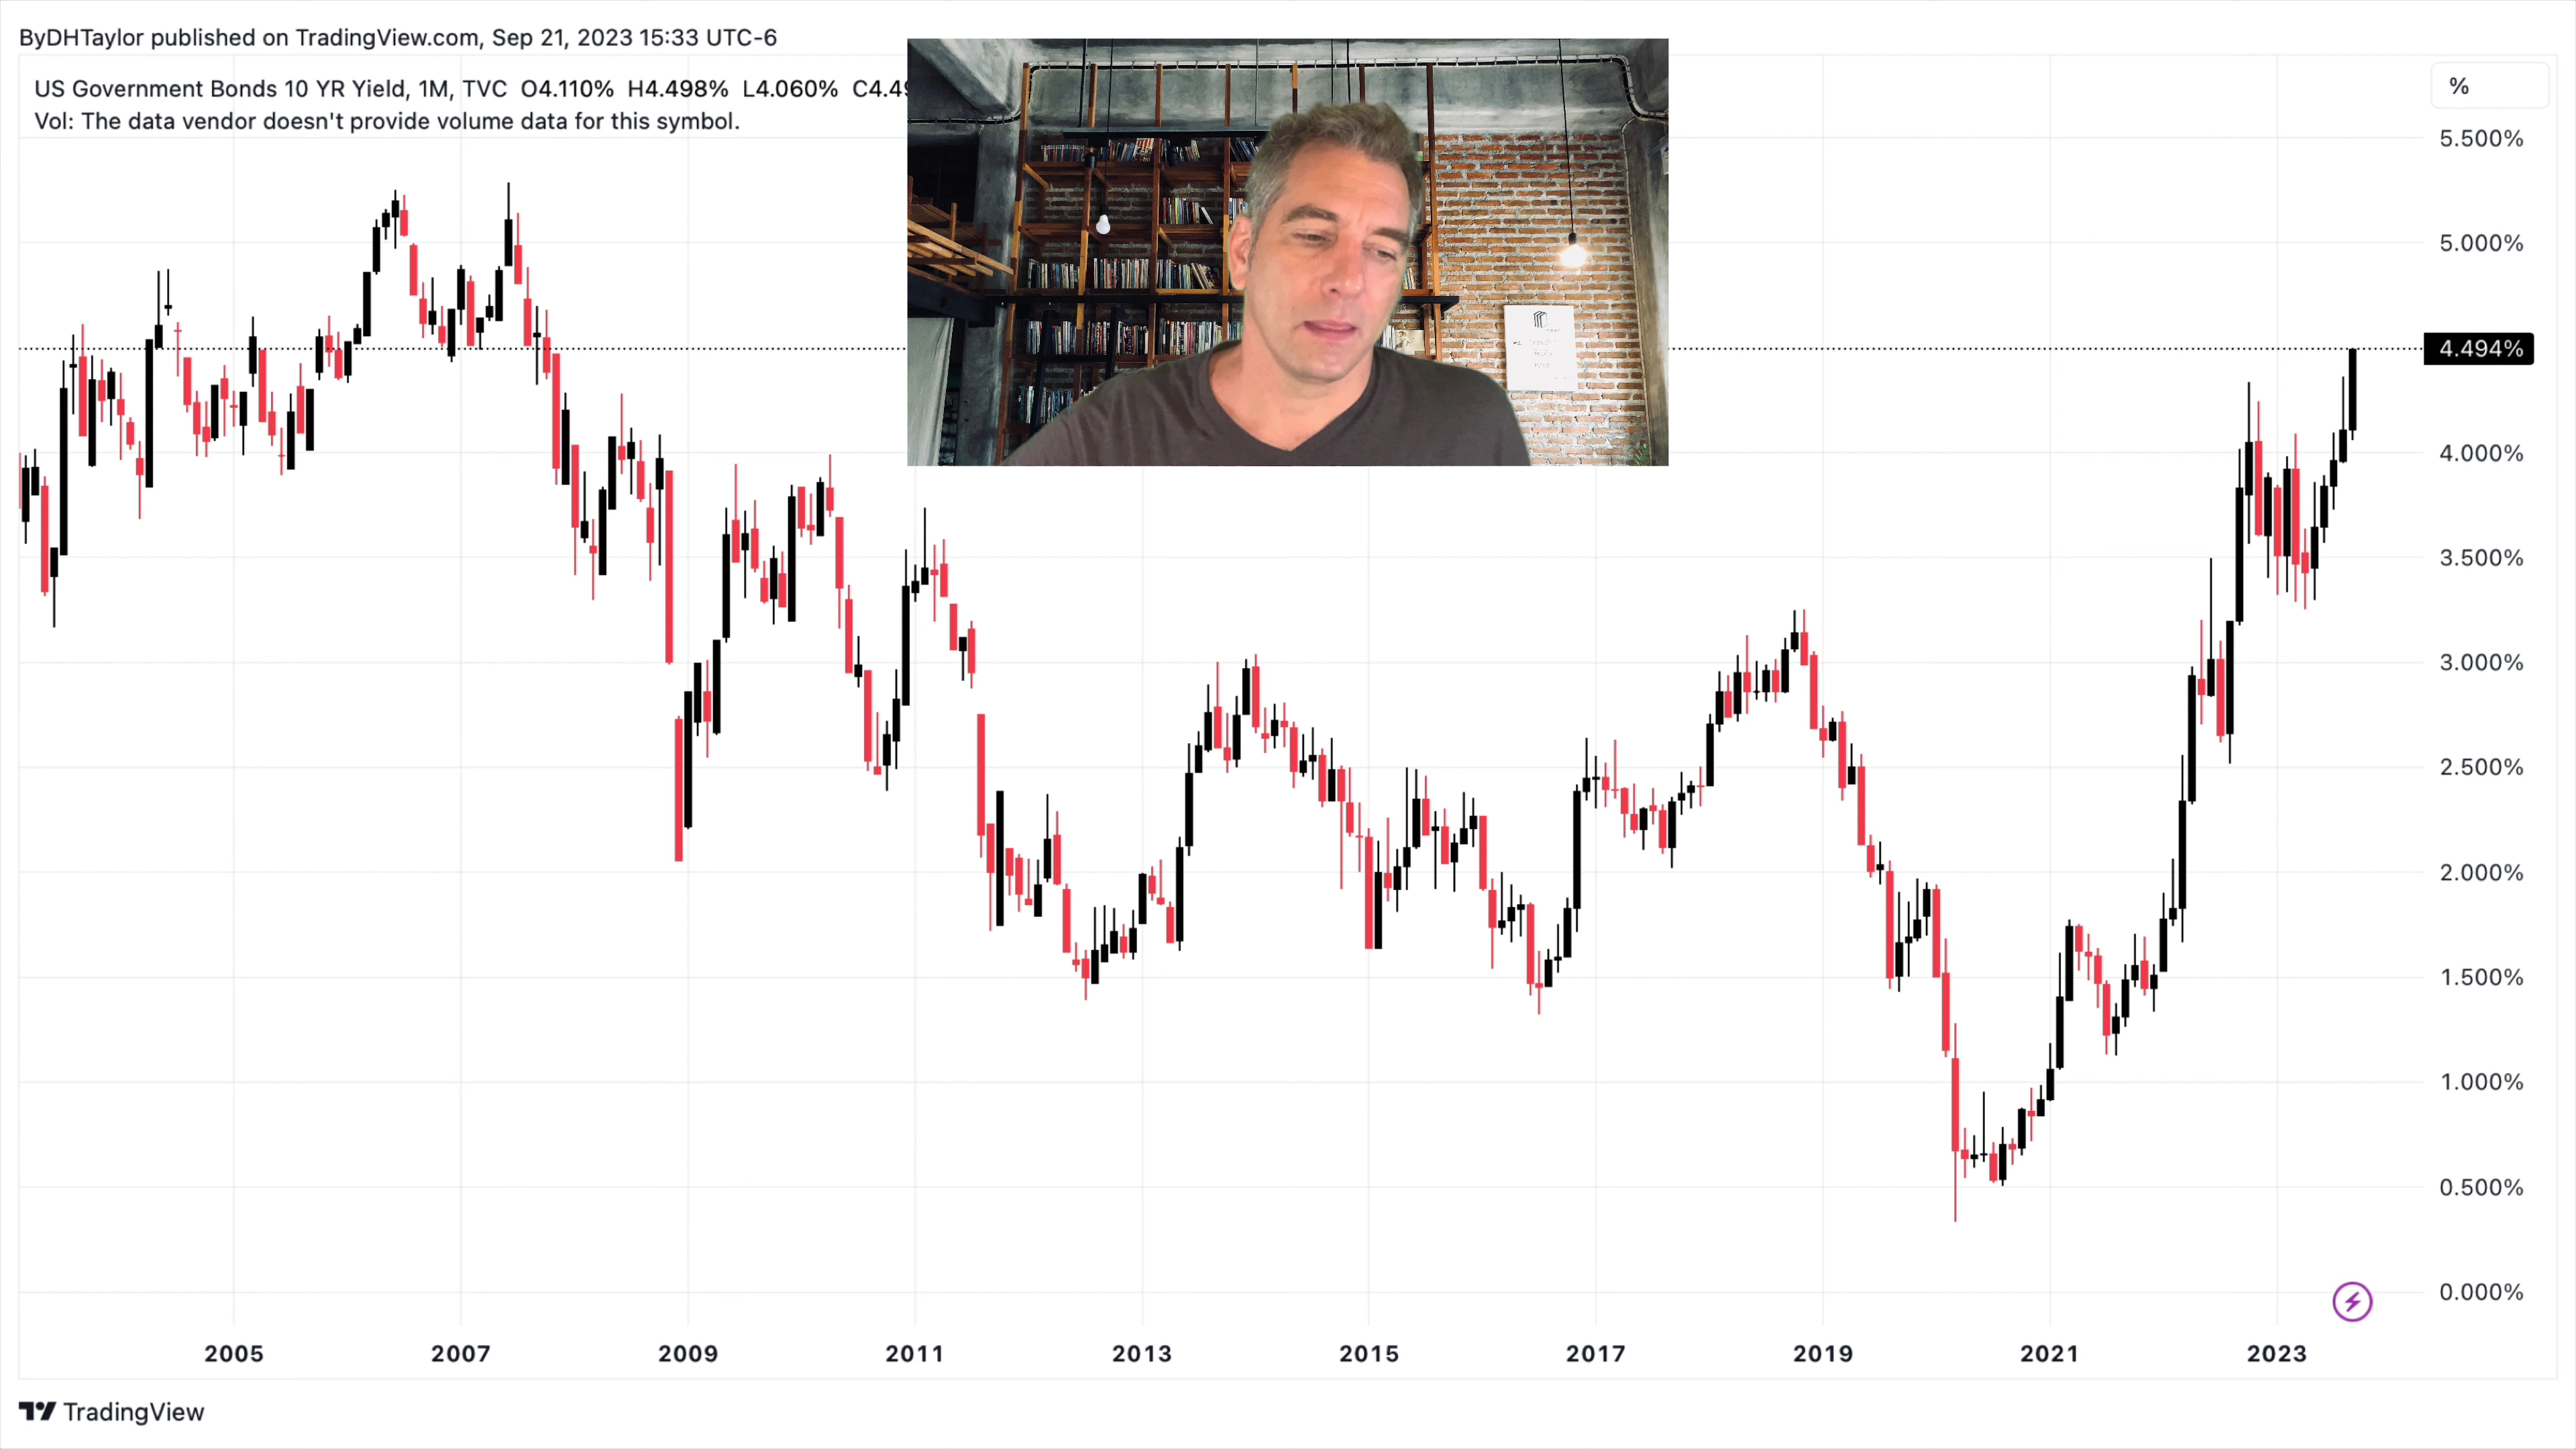 ByDHTaylor published on TradingView.com, Sep 21, 2023 15:33 UTC-6
US Government Bonds 10 YR Yield, 1M, TVC O4.110% H4.498% L4.060%
Vol: The data vendor doesn't provide volume data for this symbol.
%
5.500%
5.000%
4.494%
4.000%
3.500%
3.000%
2.500%
2.000%
1.500%
1.000%
0.500%
0.000%
2005 2007 2009 2011 2013 2015 2017 2019 2021 2023
TradingView